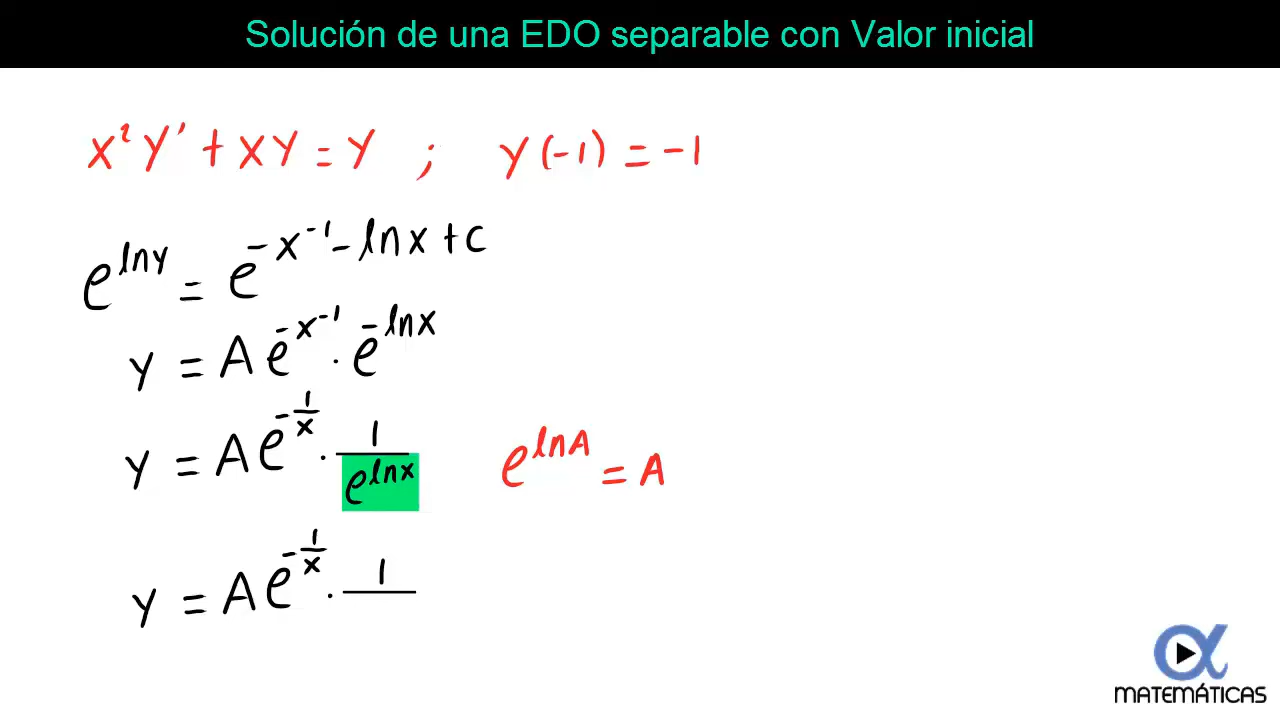 Solución de una EDO separable con Valor inicial
x² y' + xy = y ; y(-1) = -1
e^{ln y} = e^{-x^{-1} - ln x + c}
y = A e^{-x^{-1}} · e^{-ln x}
y = A e^{-1/x} · 1/e^{ln x} e^{ln A} = A
y = A e^{-1/x} · 1/
MATEMÁTICAS